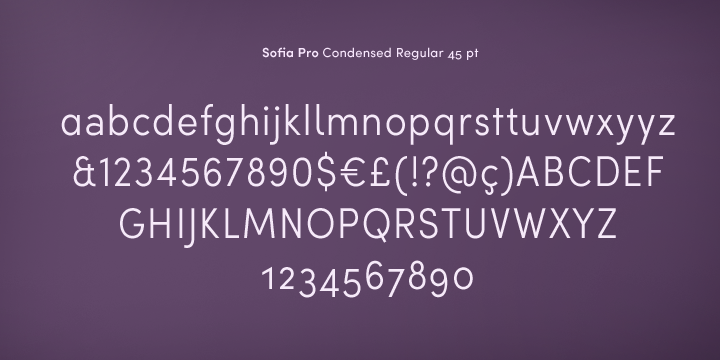 Sofia Pro Condensed Regular 45 pt
aabcdefghijkllmnopqrsttuvwxyyz
&1234567890$€£(!?@ç)ABCDEF
GHIJKLMNOPQRSTUVWXYZ
1234567890